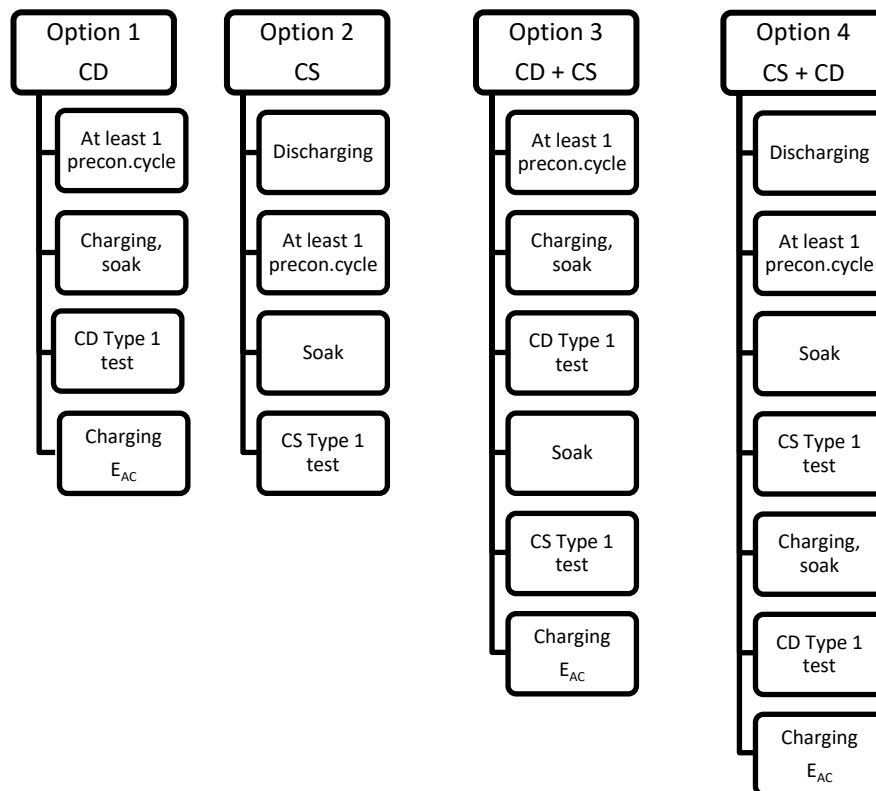 Option 1
CD
At least 1
precon.cycle
Charging,
soak
CD Type 1
test
Charging
EAC
Option 2
CS
Discharging
At least 1
precon.cycle
Soak
CS Type 1
test
Option 3
CD + CS
At least 1
precon.cycle
Charging,
soak
CD Type 1
test
Soak
CS Type 1
test
Charging
EAC
Option 4
CS + CD
Discharging
At least 1
precon.cycle
Soak
CS Type 1
test
Charging,
soak
CD Type 1
test
Charging
EAC